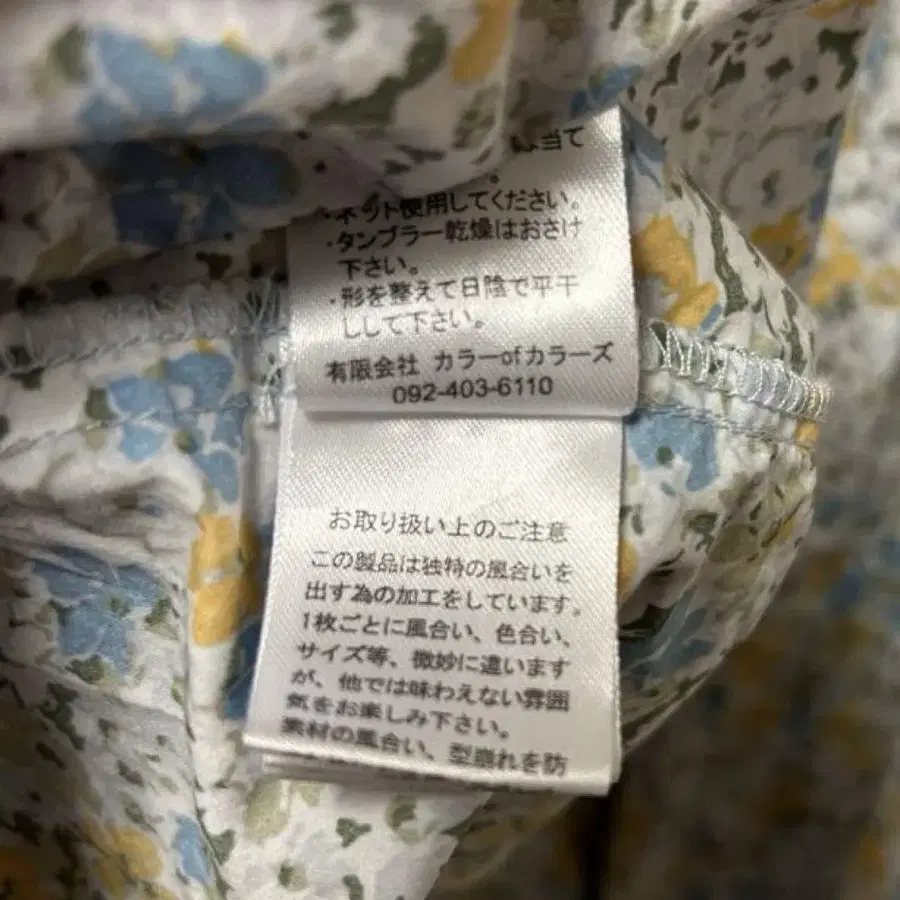 当て
・ネット使用してください。
・タンブラー乾燥はおさけ
下さい。
・形を整えて日陰で平干
しして下さい。
有限会社 カラーofカラーズ
092-403-6110
お取り扱い上のご注意
この製品は独特の風合いを
出す為の加工をしています。
1枚ごとに風合い、色合い、
サイズ等、微妙に違います
が、他では味わえない雰囲
気をお楽しみ下さい。
素材の風合い、型崩れを防